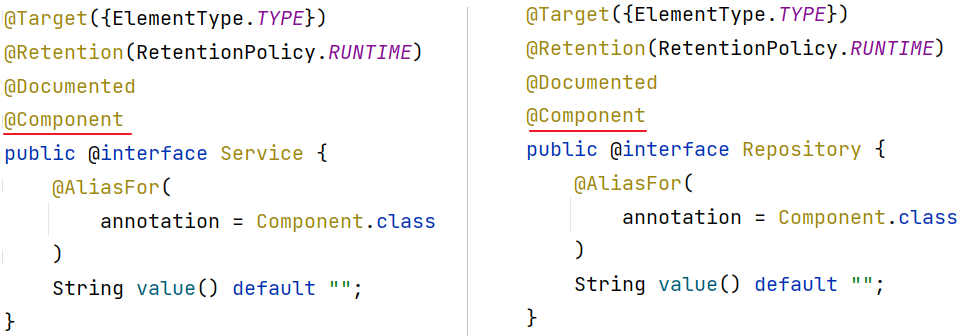 @Target({ElementType.TYPE})
@Retention(RetentionPolicy.RUNTIME)
@Documented
@Component
public @interface Service {
    @AliasFor(
        annotation = Component.class
    )
    String value() default "";
}
@Target({ElementType.TYPE})
@Retention(RetentionPolicy.RUNTIME)
@Documented
@Component
public @interface Repository {
    @AliasFor(
        annotation = Component.class
    )
    String value() default "";
}